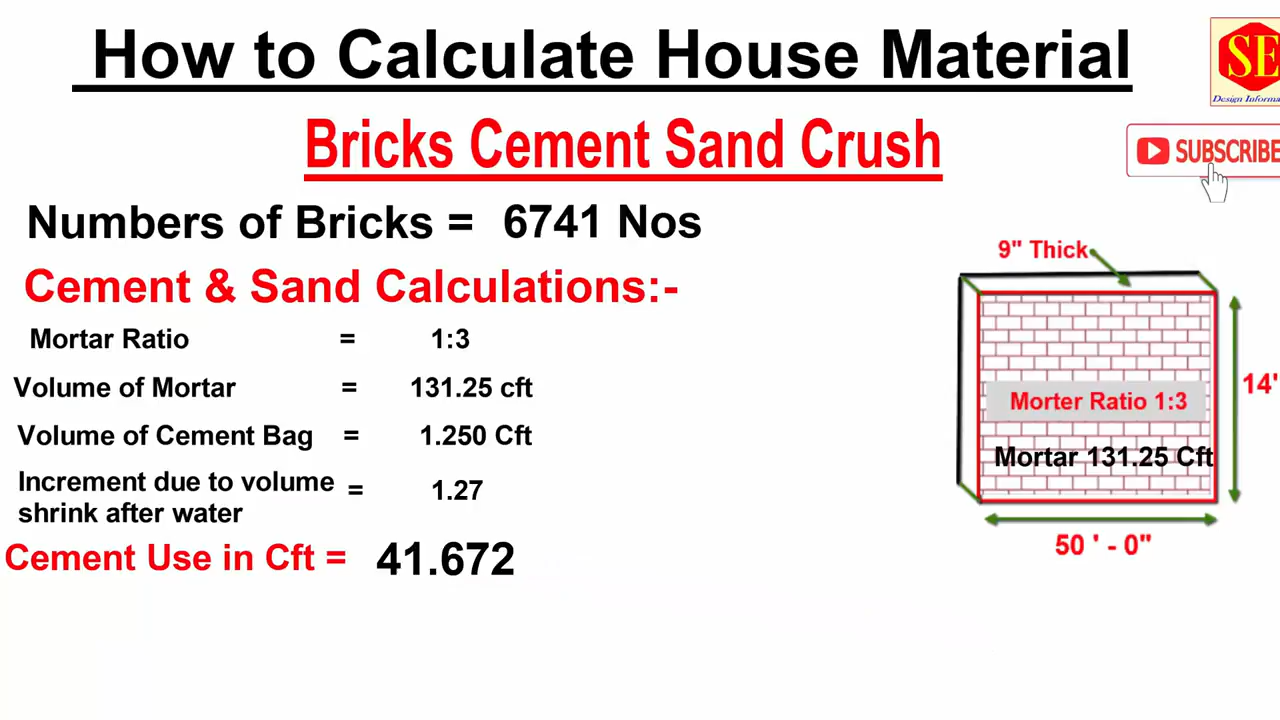 How to Calculate House Material
SE
Design Informa
Bricks Cement Sand Crush
SUBSCRIBE
Numbers of Bricks = 6741 Nos
Cement & Sand Calculations:-
Mortar Ratio = 1:3
Volume of Mortar = 131.25 cft
Volume of Cement Bag = 1.250 Cft
Increment due to volume
shrink after water = 1.27
Cement Use in Cft = 41.672
9" Thick
14'
Morter Ratio 1:3
Mortar 131.25 Cft
50 ' - 0"